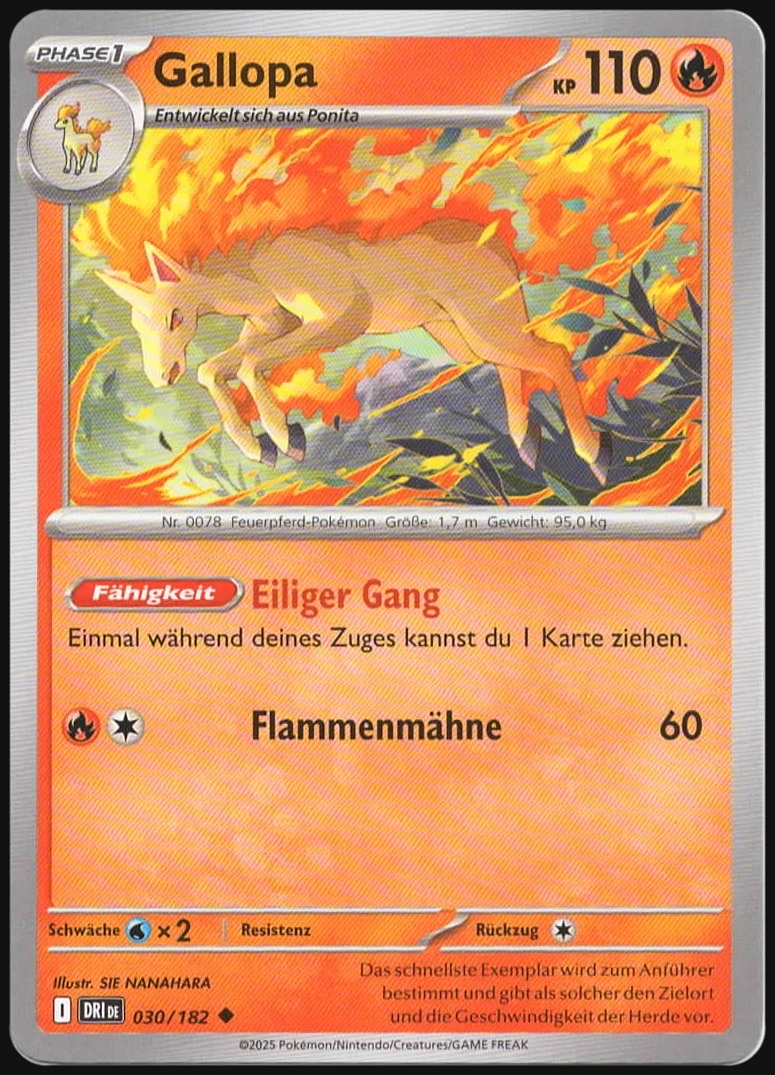 PHASE 1
Gallopa
KP 110
Entwickelt sich aus Ponita
Nr. 0078 Feuerpferd-Pokémon Größe: 1,7 m Gewicht: 95,0 kg
Fähigkeit Eiliger Gang
Einmal während deines Zuges kannst du 1 Karte ziehen.
Flammenmähne 60
Schwäche ×2 Resistenz Rückzug
Illustr. SIE NANAHARA
Das schnellste Exemplar wird zum Anführer
bestimmt und gibt als solcher den Zielort
und die Geschwindigkeit der Herde vor.
I DRI DE 030/182
©2025 Pokémon/Nintendo/Creatures/GAME FREAK